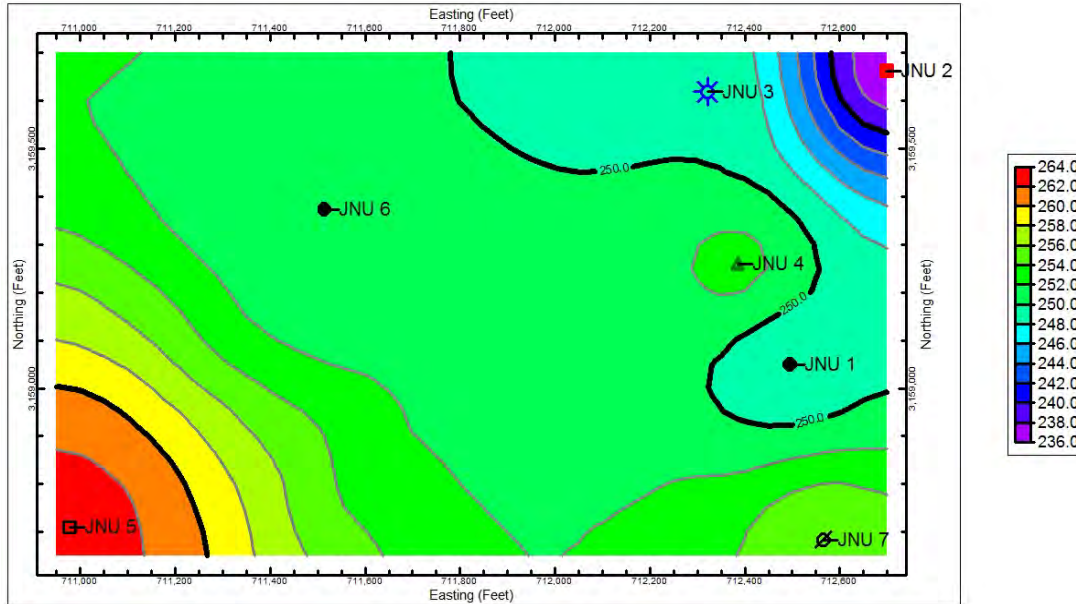 Easting (Feet)
711,000 711,200 711,400 711,600 711,800 712,000 712,200 712,400 712,600
JNU 2
JNU 3
3,159,500
250.0
264.0
262.0
260.0
258.0
256.0
254.0
252.0
250.0
248.0
246.0
244.0
242.0
240.0
238.0
236.0
JNU 6
JNU 4
Northing (Feet)
Northing (Feet)
250.0
JNU 1
3,159,000
250.0
JNU 5
JNU 7
711,000 711,200 711,400 711,600 711,800 712,000 712,200 712,400 712,600
Easting (Feet)